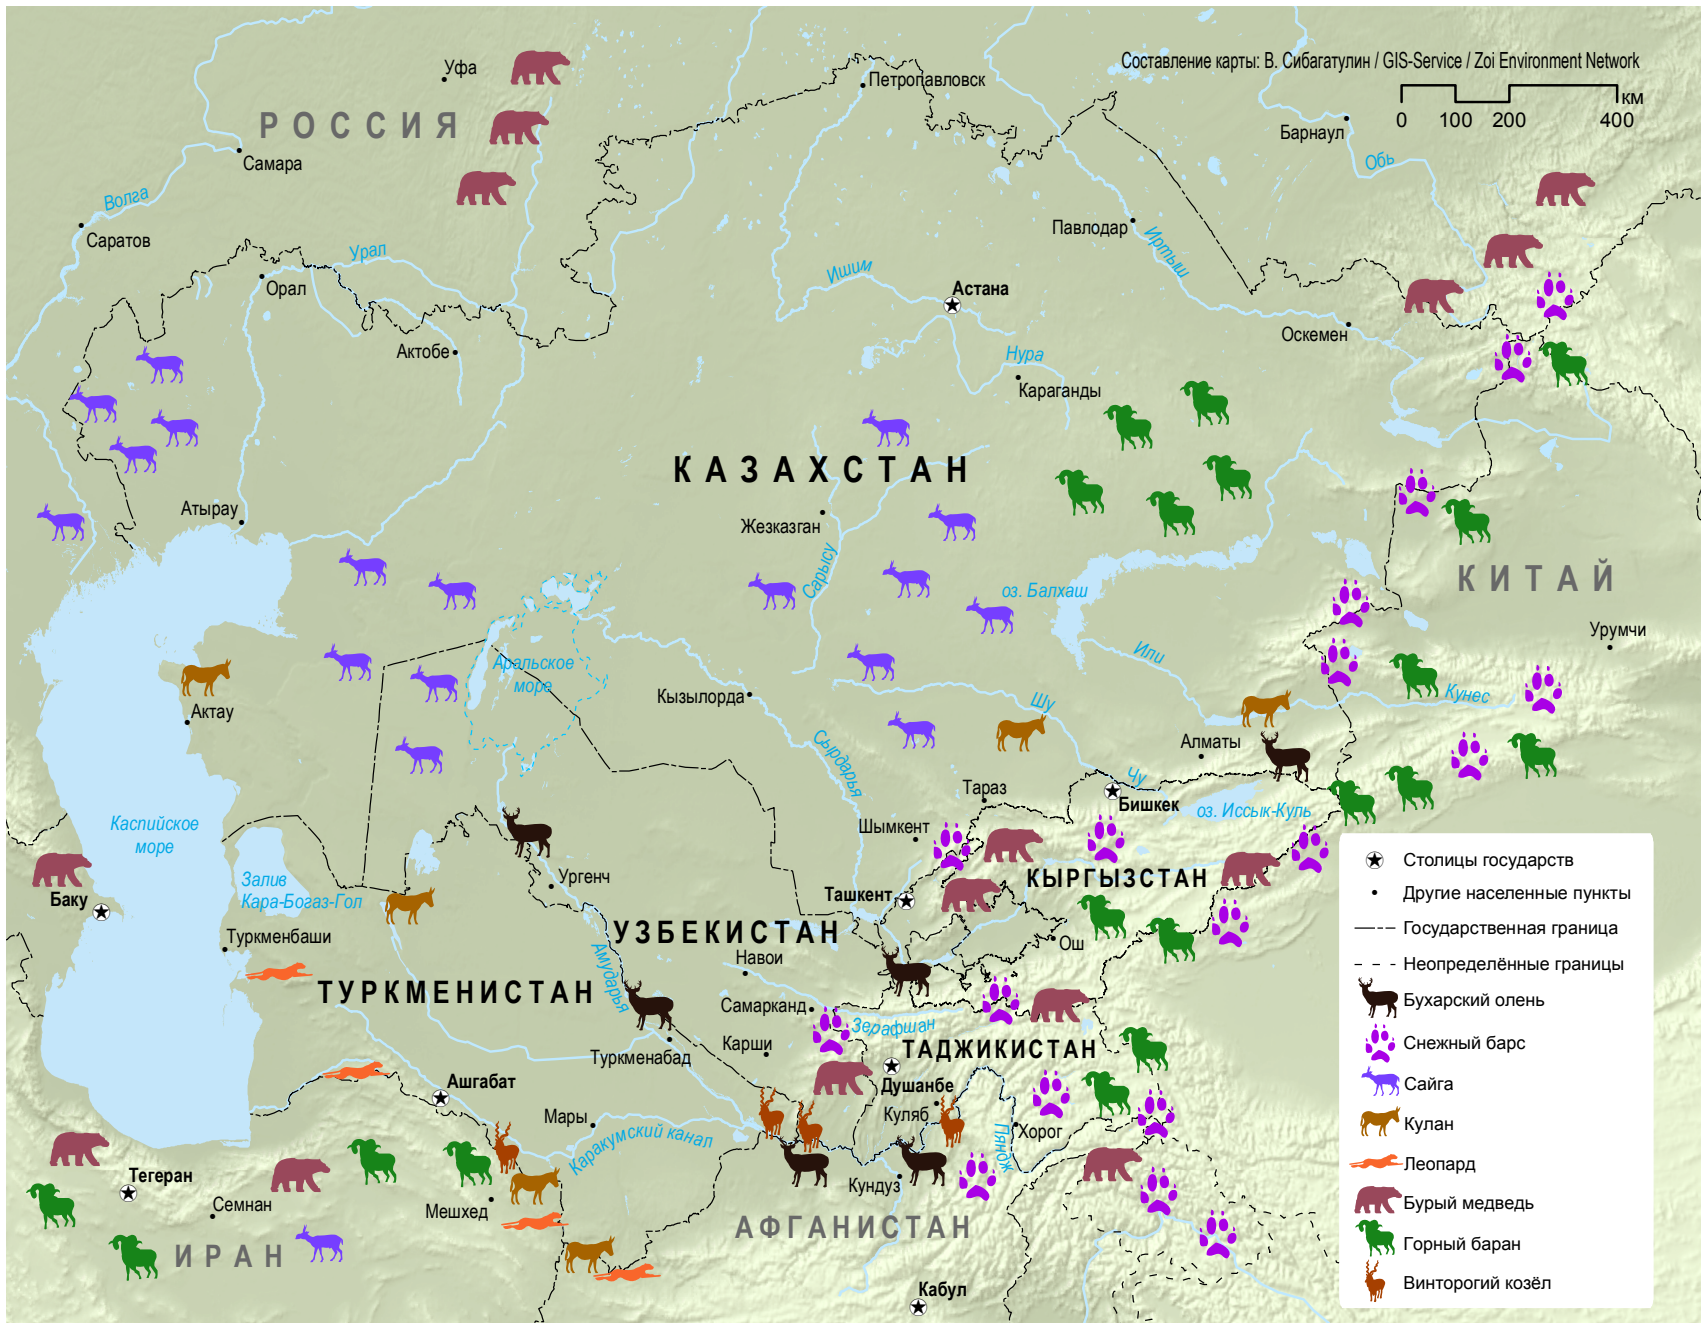 Составление карты: В. Сибагатулин / GIS-Service / Zoi Environment Network
км
0 100 200 400
Уфа
Петропавловск
РОССИЯ
Барнаул
Обь
Самара
Волга
Саратов
Павлодар
Иртыш
Урал
Орал
Ишим
Астана
Оскемен
Актобе
Нура
Караганды
КАЗАХСТАН
Атырау
Жезказган
Сарысу
оз. Балхаш
КИТАЙ
Урумчи
Или
Аральское
море
Кунес
Кызылорда
Шу
Актау
Сырдарья
Алматы
Чу
Тараз
Бишкек
оз. Иссык-Куль
Каспийское
море
Шымкент
Залив
Кара-Богаз-Гол
Ургенч
КЫРГЫЗСТАН
Баку
Ташкент
УЗБЕКИСТАН
Туркменбаши
Ош
Амударья
Навои
ТУРКМЕНИСТАН
Самарканд
Зерафшан
Карши
Туркменабад
ТАДЖИКИСТАН
Ашгабат
Душанбе
Мары
Куляб
Каракумский канал
Пяндж
Хорог
Тегеран
Семнан
Мешхед
Кундуз
АФГАНИСТАН
ИРАН
Кабул
Столицы государств
Другие населенные пункты
Государственная граница
Неопределённые границы
Бухарский олень
Снежный барс
Сайга
Кулан
Леопард
Бурый медведь
Горный баран
Винторогий козёл